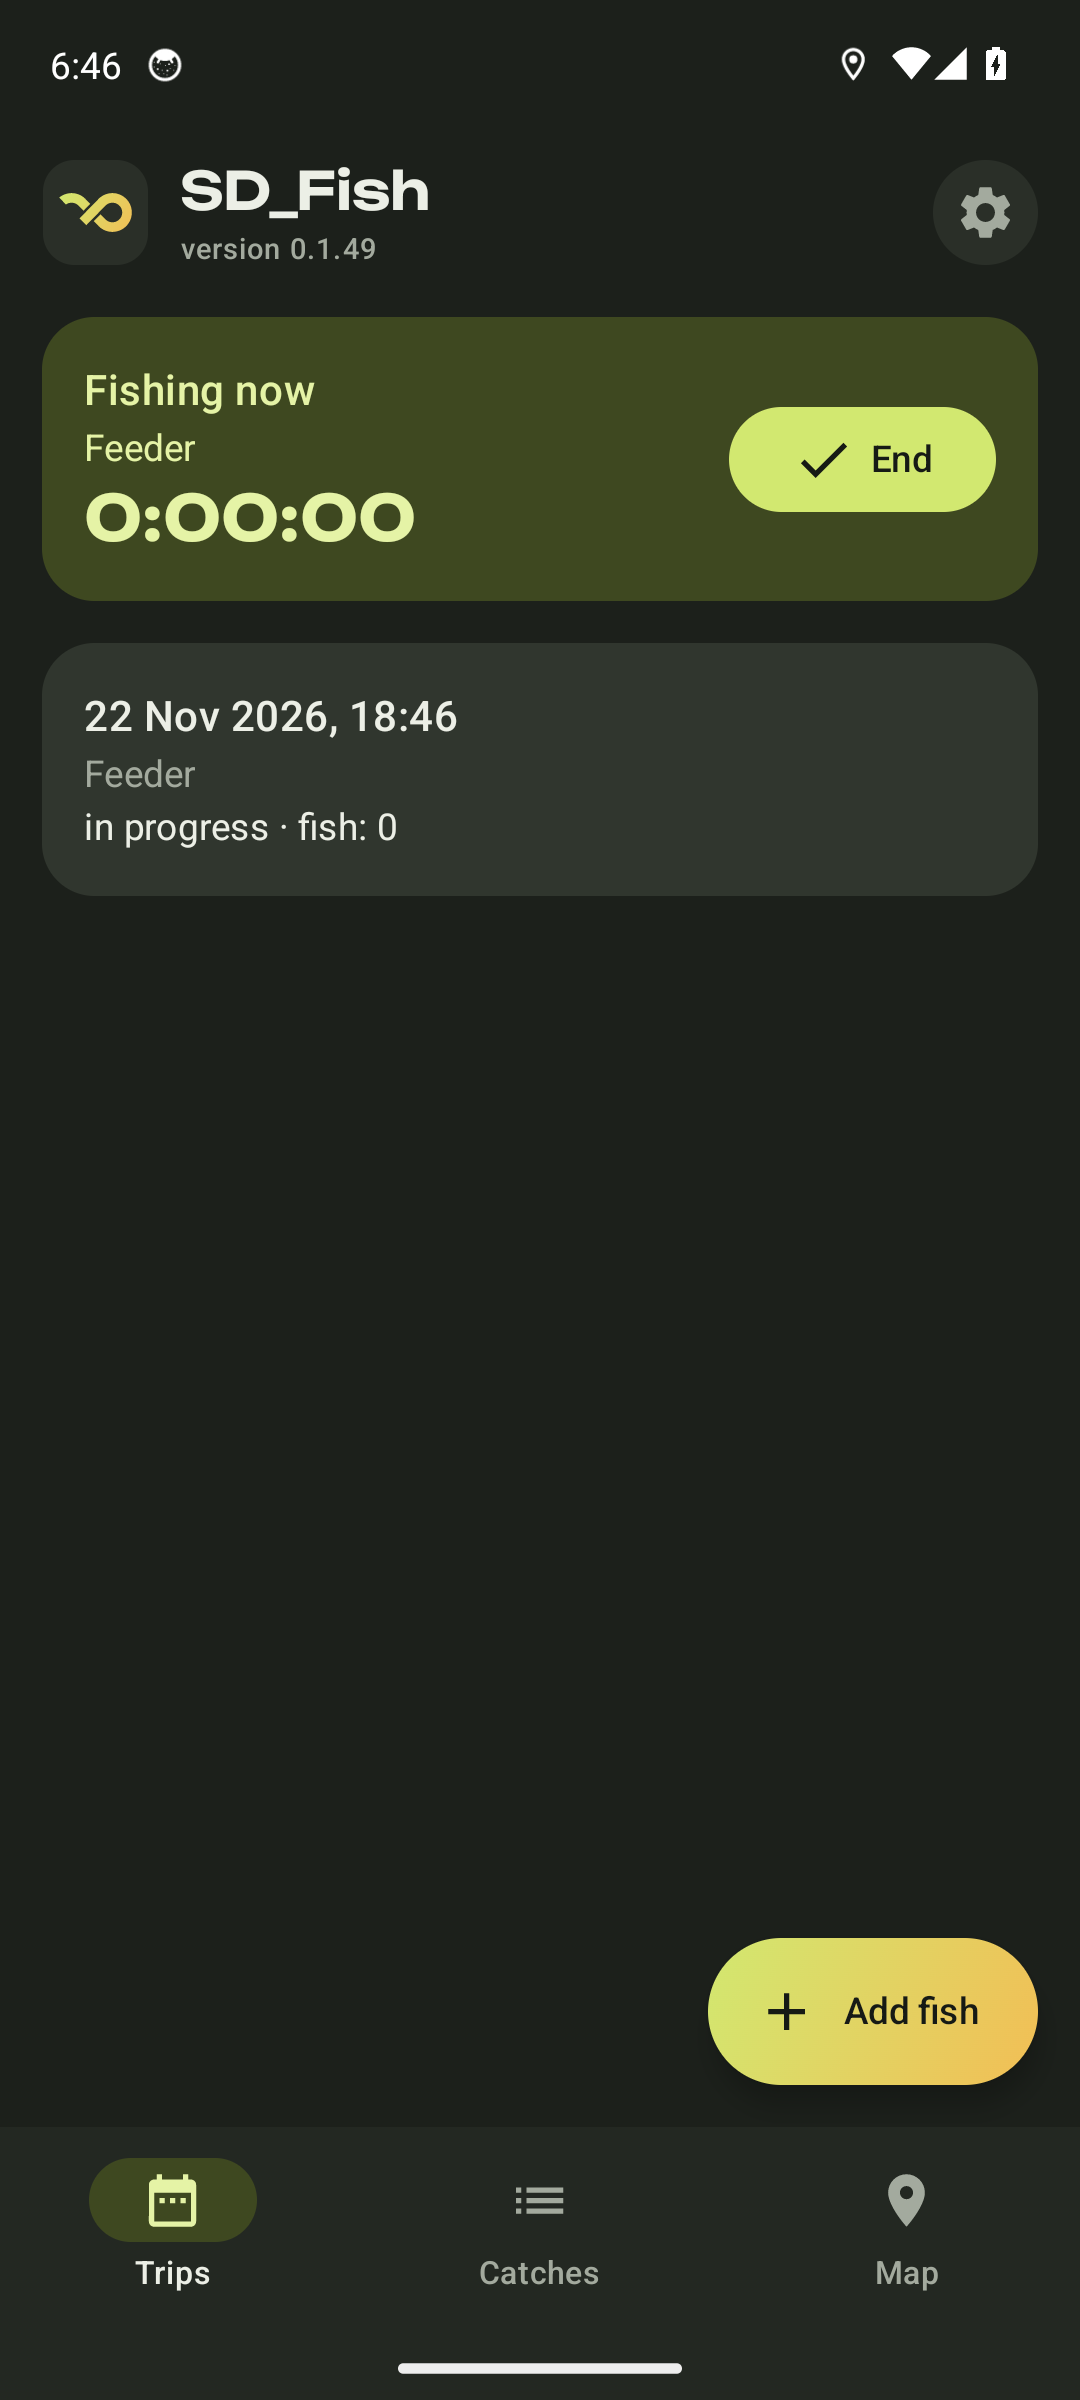 6:46
SD_Fish
version 0.1.49
Fishing now
Feeder
0:00:00
End
22 Nov 2026, 18:46
Feeder
in progress · fish: 0
Add fish
Trips
Catches
Map